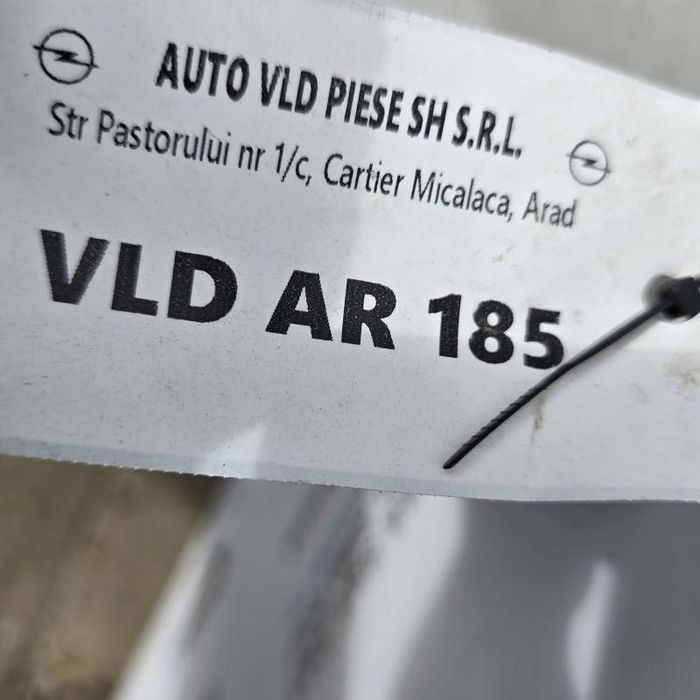 AUTO VLD PIESE SH S.R.L.
Str Pastorului nr 1/c, Cartier Micalaca, Arad
VLD AR 185